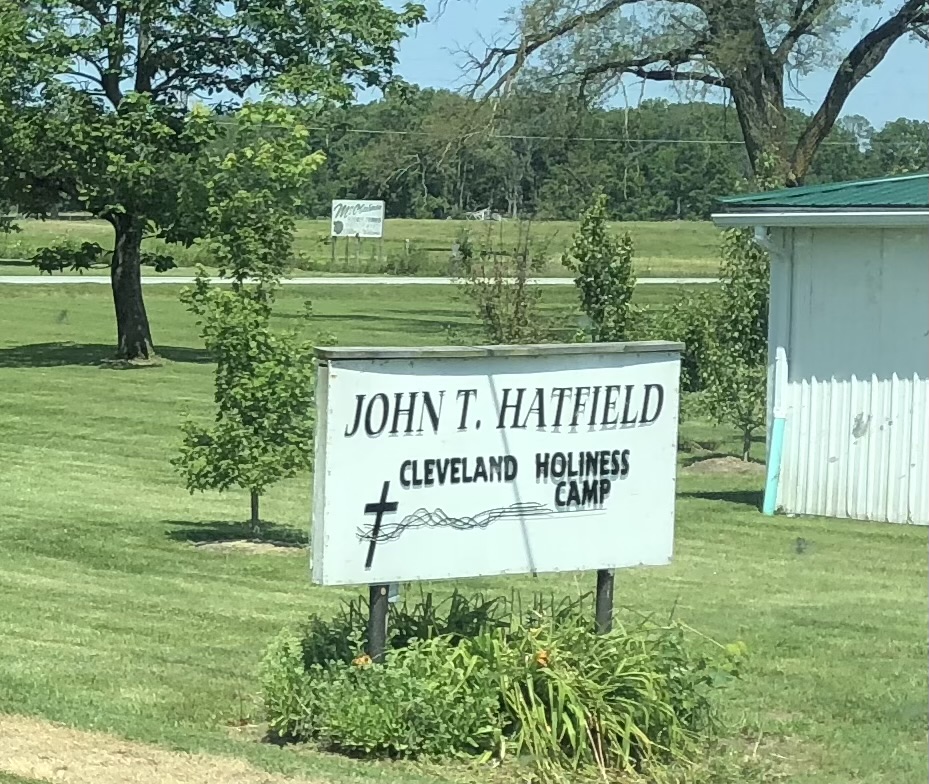 JOHN T. HATFIELD
CLEVELAND HOLINESS
CAMP